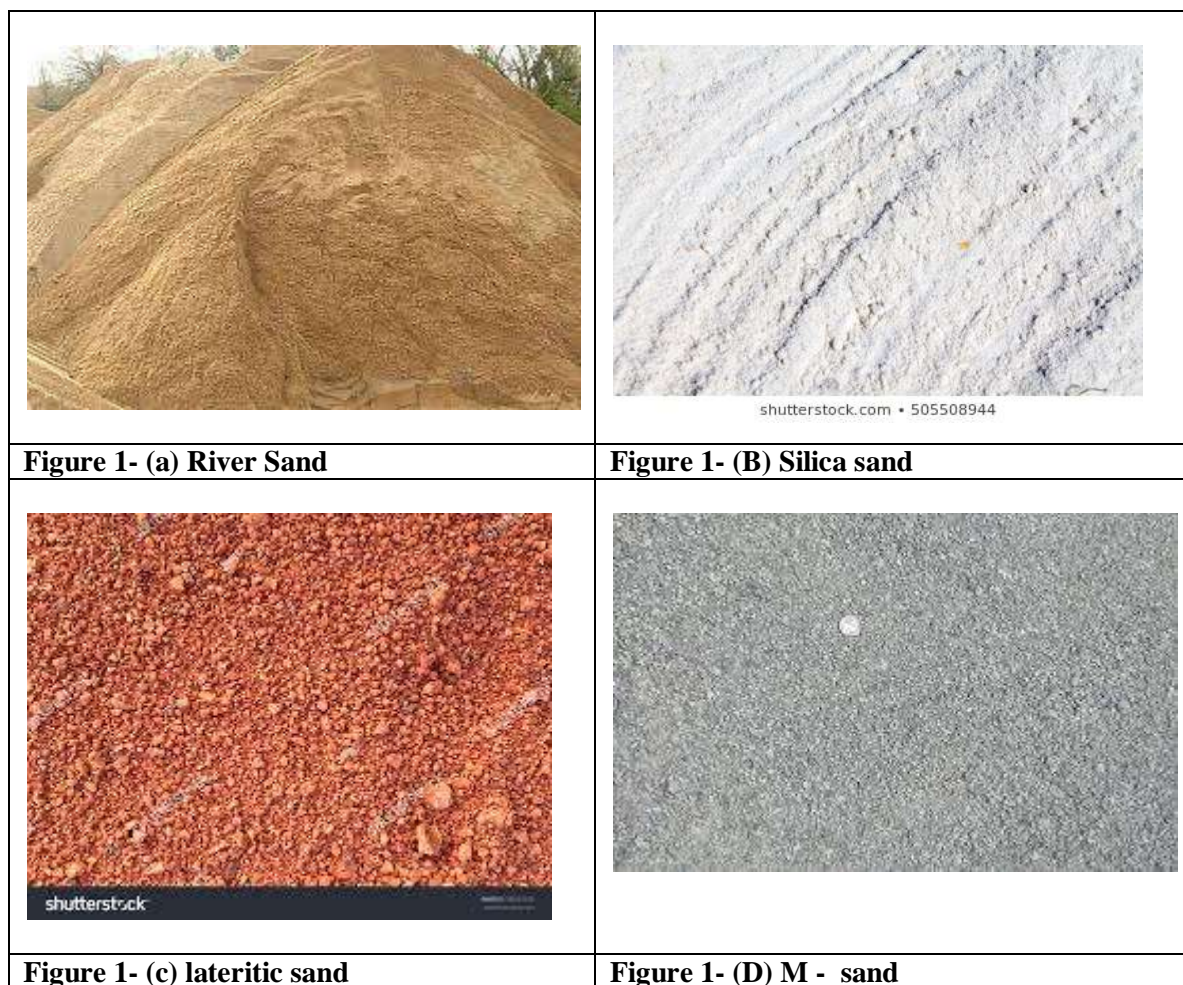 shutterstock.com • 505508944
Figure 1- (a) River Sand
Figure 1- (B) Silica sand
shutterstock
Figure 1- (c) lateritic sand
Figure 1- (D) M - sand